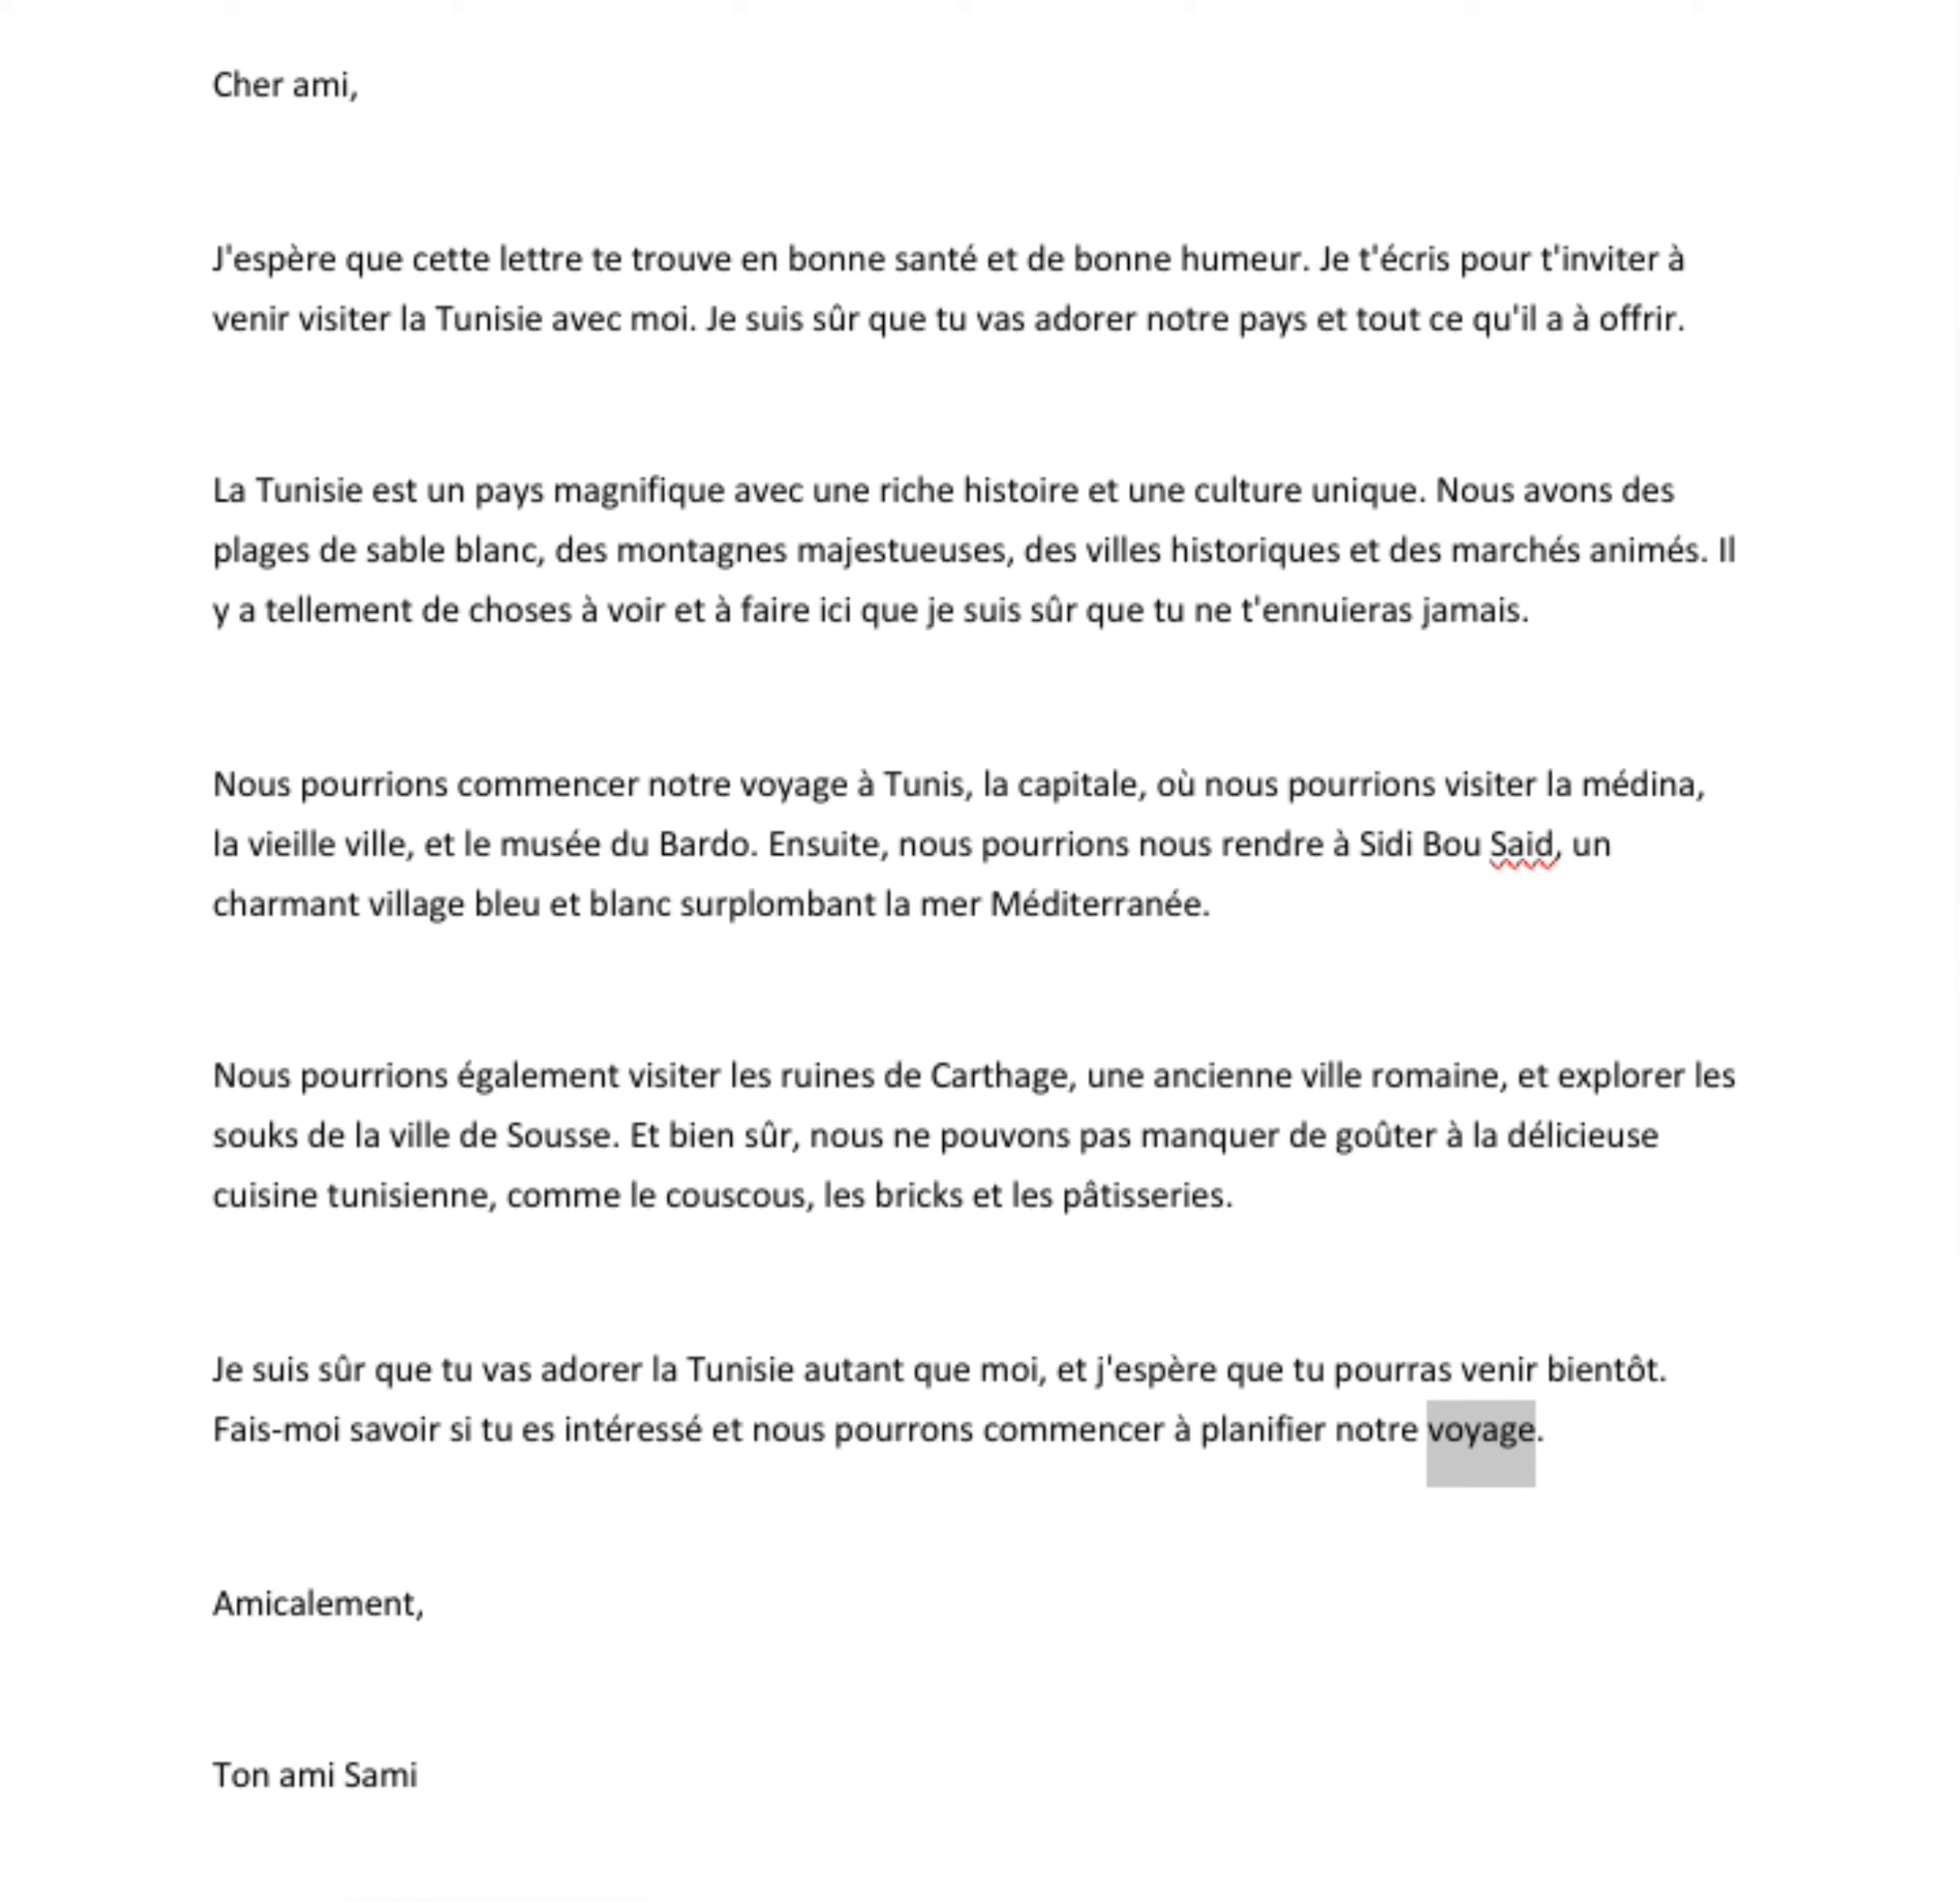 Cher ami,
J'espère que cette lettre te trouve en bonne santé et de bonne humeur. Je t'écris pour t'inviter à
venir visiter la Tunisie avec moi. Je suis sûr que tu vas adorer notre pays et tout ce qu'il a à offrir.
La Tunisie est un pays magnifique avec une riche histoire et une culture unique. Nous avons des
plages de sable blanc, des montagnes majestueuses, des villes historiques et des marchés animés. Il
y a tellement de choses à voir et à faire ici que je suis sûr que tu ne t'ennuieras jamais.
Nous pourrions commencer notre voyage à Tunis, la capitale, où nous pourrions visiter la médina,
la vieille ville, et le musée du Bardo. Ensuite, nous pourrions nous rendre à Sidi Bou Said, un
charmant village bleu et blanc surplombant la mer Méditerranée.
Nous pourrions également visiter les ruines de Carthage, une ancienne ville romaine, et explorer les
souks de la ville de Sousse. Et bien sûr, nous ne pouvons pas manquer de goûter à la délicieuse
cuisine tunisienne, comme le couscous, les bricks et les pâtisseries.
Je suis sûr que tu vas adorer la Tunisie autant que moi, et j'espère que tu pourras venir bientôt.
Fais-moi savoir si tu es intéressé et nous pourrons commencer à planifier notre voyage.
Amicalement,
Ton ami Sami